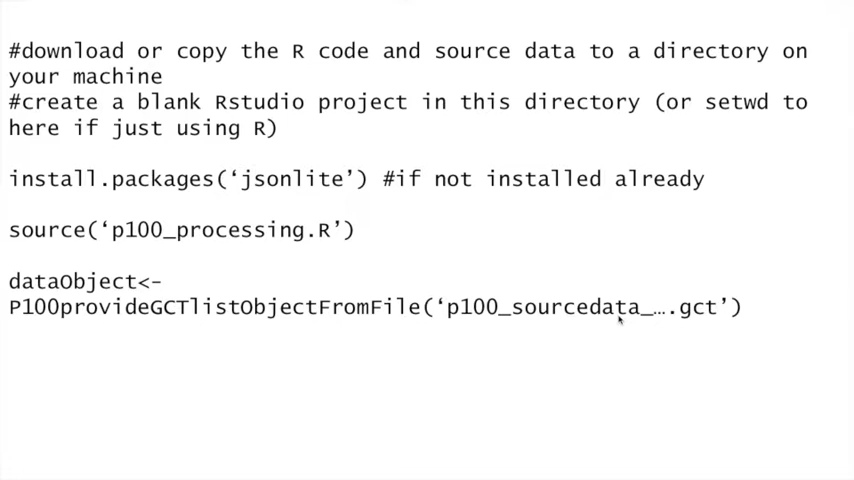 #download or copy the R code and source data to a directory on
your machine
#create a blank Rstudio project in this directory (or setwd to
here if just using R)
install.packages(‘jsonlite’) #if not installed already
source(‘p100_processing.R’)
dataObject<-
P100provideGCTlistObjectFromFile(‘p100_sourcedata_….gct’)